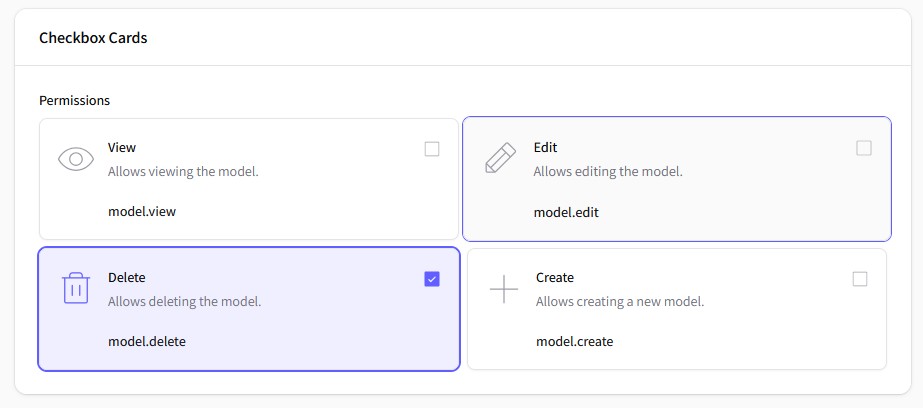 Checkbox Cards
Permissions
View
Allows viewing the model.
model.view
Edit
Allows editing the model.
model.edit
Delete
Allows deleting the model.
model.delete
Create
Allows creating a new model.
model.create